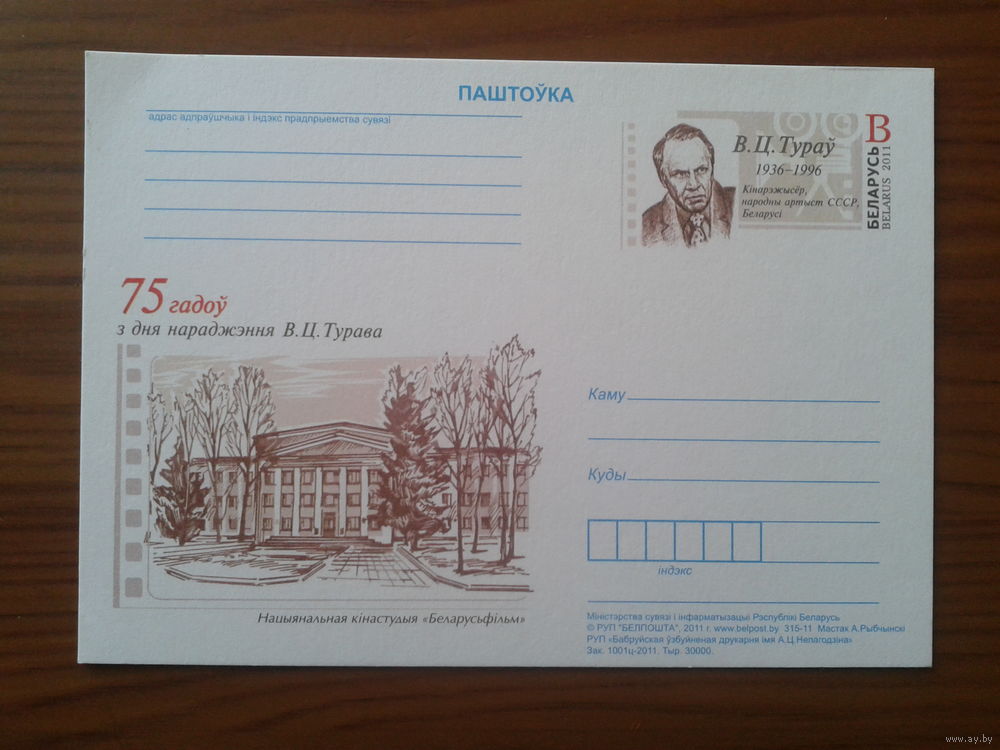 ПАШТОЎКА
адрас адпраўшчыка і індэкс прадпрыемства сувязі
В.Ц.Тураў
1936–1996
Кінарэжысёр,
народны артыст СССР,
Беларусі
В
БЕЛАРУСЬ
BELARUS 2011
75 гадоў
з дня нараджэння В.Ц.Турава
Нацыянальная кінастудыя «Беларусьфільм»
Каму
Куды
індэкс
Міністэрства сувязі і інфарматызацыі Рэспублікі Беларусь
© РУП "БЕЛПОШТА", 2011 г. www.belpost.by 315-11 Мастак А.Рыбчынскі
РУП «Бабруйская ўзбуйненая друкарня імя А.Ц.Непагодзіна»
Зак. 1001ц-2011. Тыр. 30000.
www.ay.by